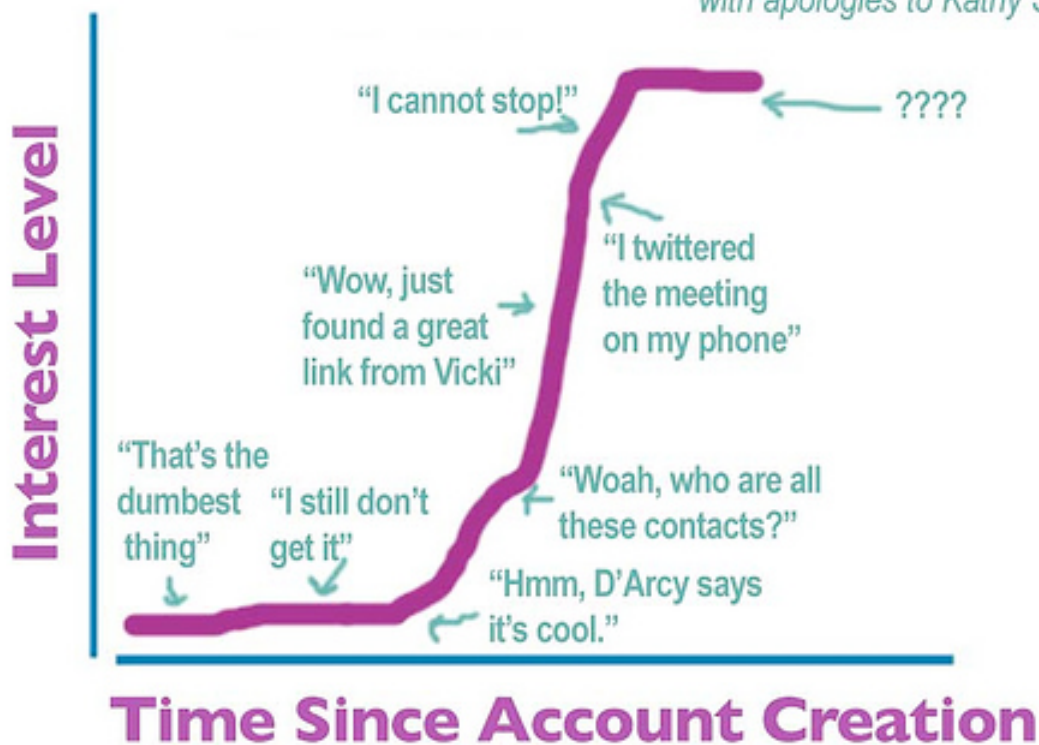 with apologies to Kathy
“I cannot stop!”
????
“I twittered
the meeting
on my phone”
“Wow, just
found a great
link from Vicki”
“That’s the
dumbest
thing”
“I still don’t
get it”
“Woah, who are all
these contacts?”
“Hmm, D’Arcy says
it’s cool.”
Interest Level
Time Since Account Creation